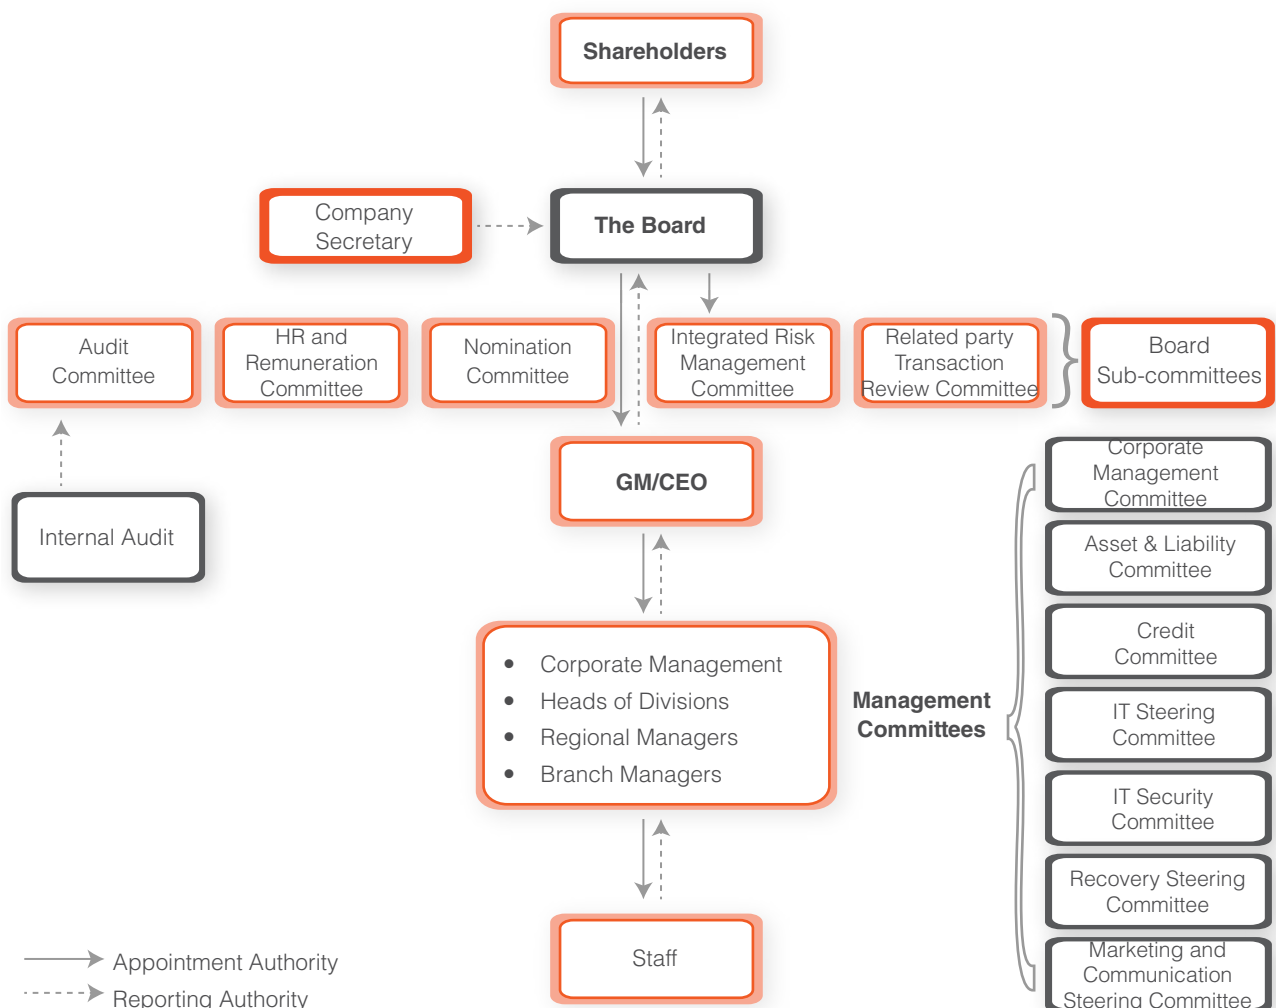 Shareholders
Company
Secretary
The Board
Audit
Committee
HR and
Remuneration
Committee
Nomination
Committee
Integrated Risk
Management
Committee
Related party
Transaction
Review Committee
Board
Sub-committees
Internal Audit
GM/CEO
• Corporate Management
• Heads of Divisions
• Regional Managers
• Branch Managers
Management
Committees
Corporate
Management
Committee
Asset & Liability
Committee
Credit
Committee
IT Steering
Committee
IT Security
Committee
Recovery Steering
Committee
Marketing and
Communication
Steering Committee
Staff
Appointment Authority
Reporting Authority